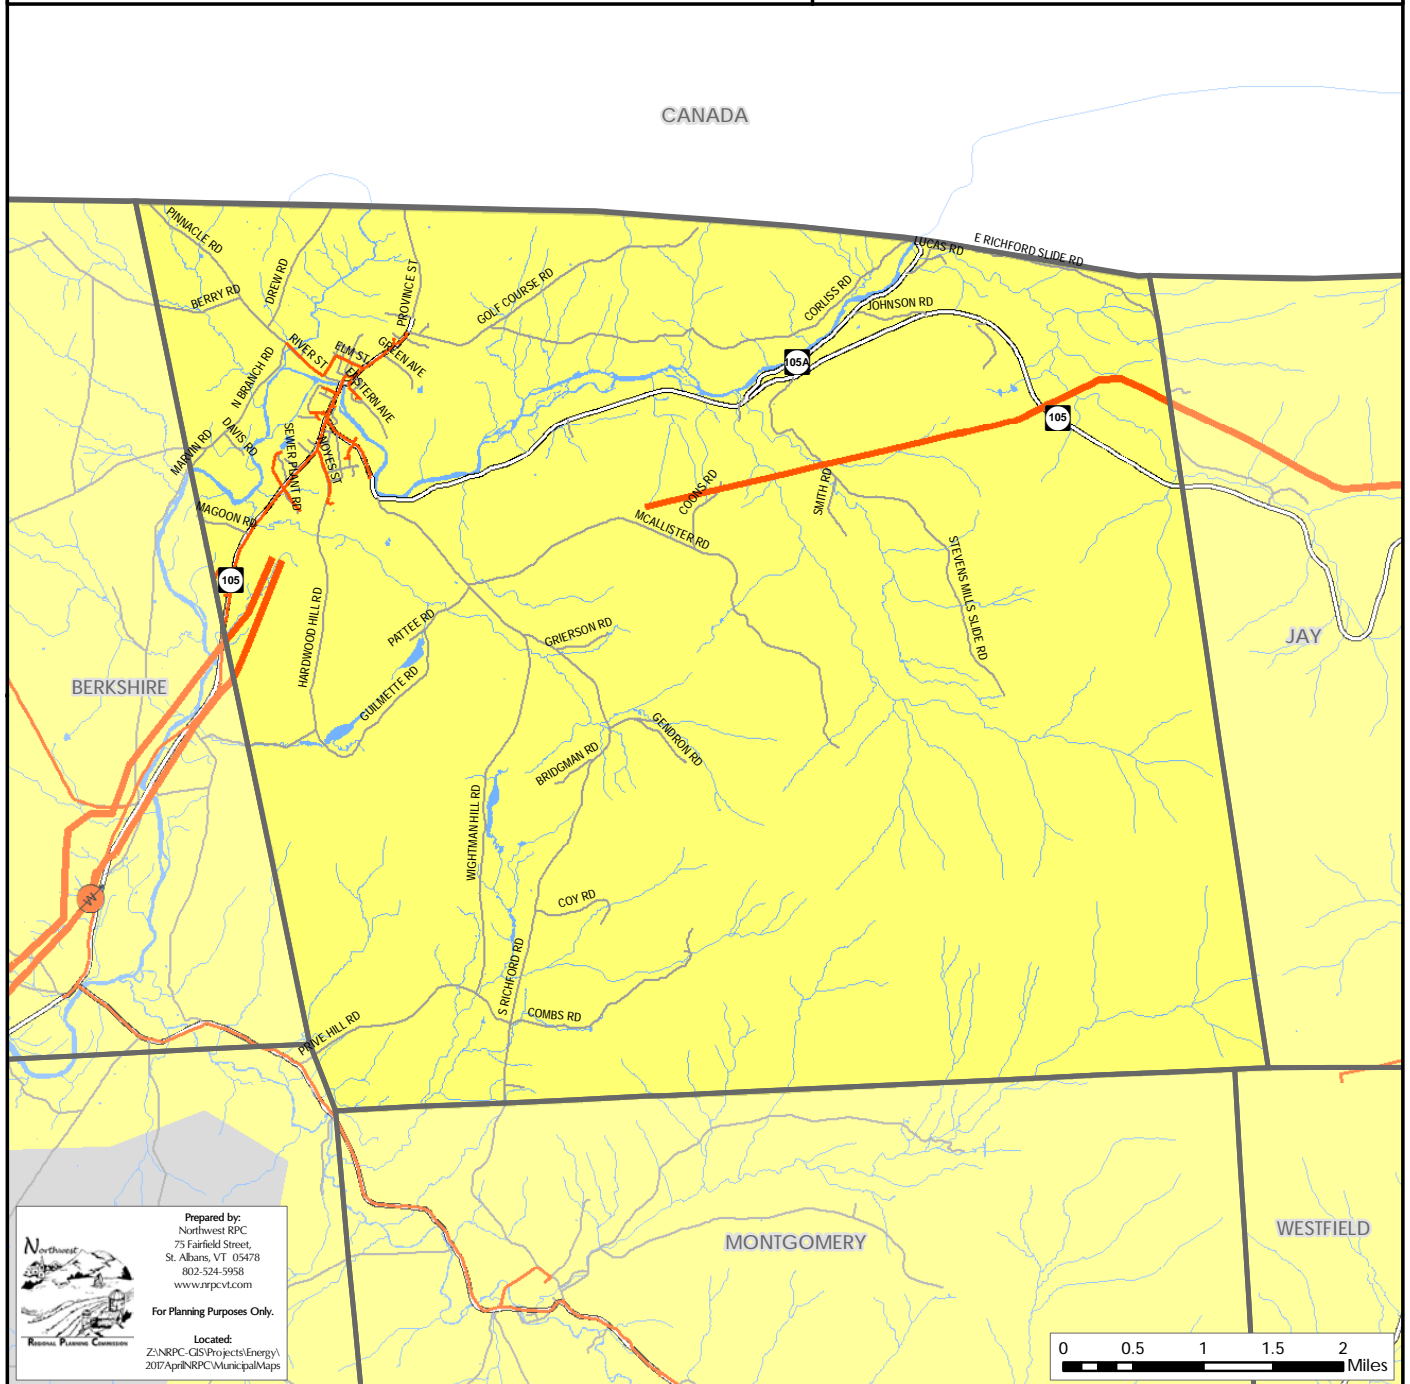 CANADA
PINNACLE RD
BERRY RD
DREW RD
PROVINCE ST
GOLF COURSE RD
LUCAS RD
E RICHFORD SLIDE RD
CORLISS RD
JOHNSON RD
RIVER ST
ELM ST
GREEN AVE
EASTERN AVE
N BRANCH RD
105A
105
DAVIS RD
MARVIN RD
SEWER PLANT RD
NOYES ST
MAGOON RD
COONS RD
SMITH RD
MCALLISTER RD
STEVENS MILLS SLIDE RD
105
HARDWOOD HILL RD
PATTEE RD
GRIERSON RD
JAY
BERKSHIRE
GUILMETTE RD
GENDRON RD
BRIDGMAN RD
WIGHTMAN HILL RD
W
COY RD
S RICHFORD RD
COMBS RD
PRIVE HILL RD
MONTGOMERY
WESTFIELD
Northwest
REGIONAL PLANNING COMMISSION
Prepared by:
Northwest RPC
75 Fairfield Street,
St. Albans, VT 05478
802-524-5958
www.nrpcvt.com
For Planning Purposes Only.
Located:
Z:\NRPC-GIS\Projects\Energy\
2017AprilNRPC\MunicipalMaps
0 0.5 1 1.5 2
Miles